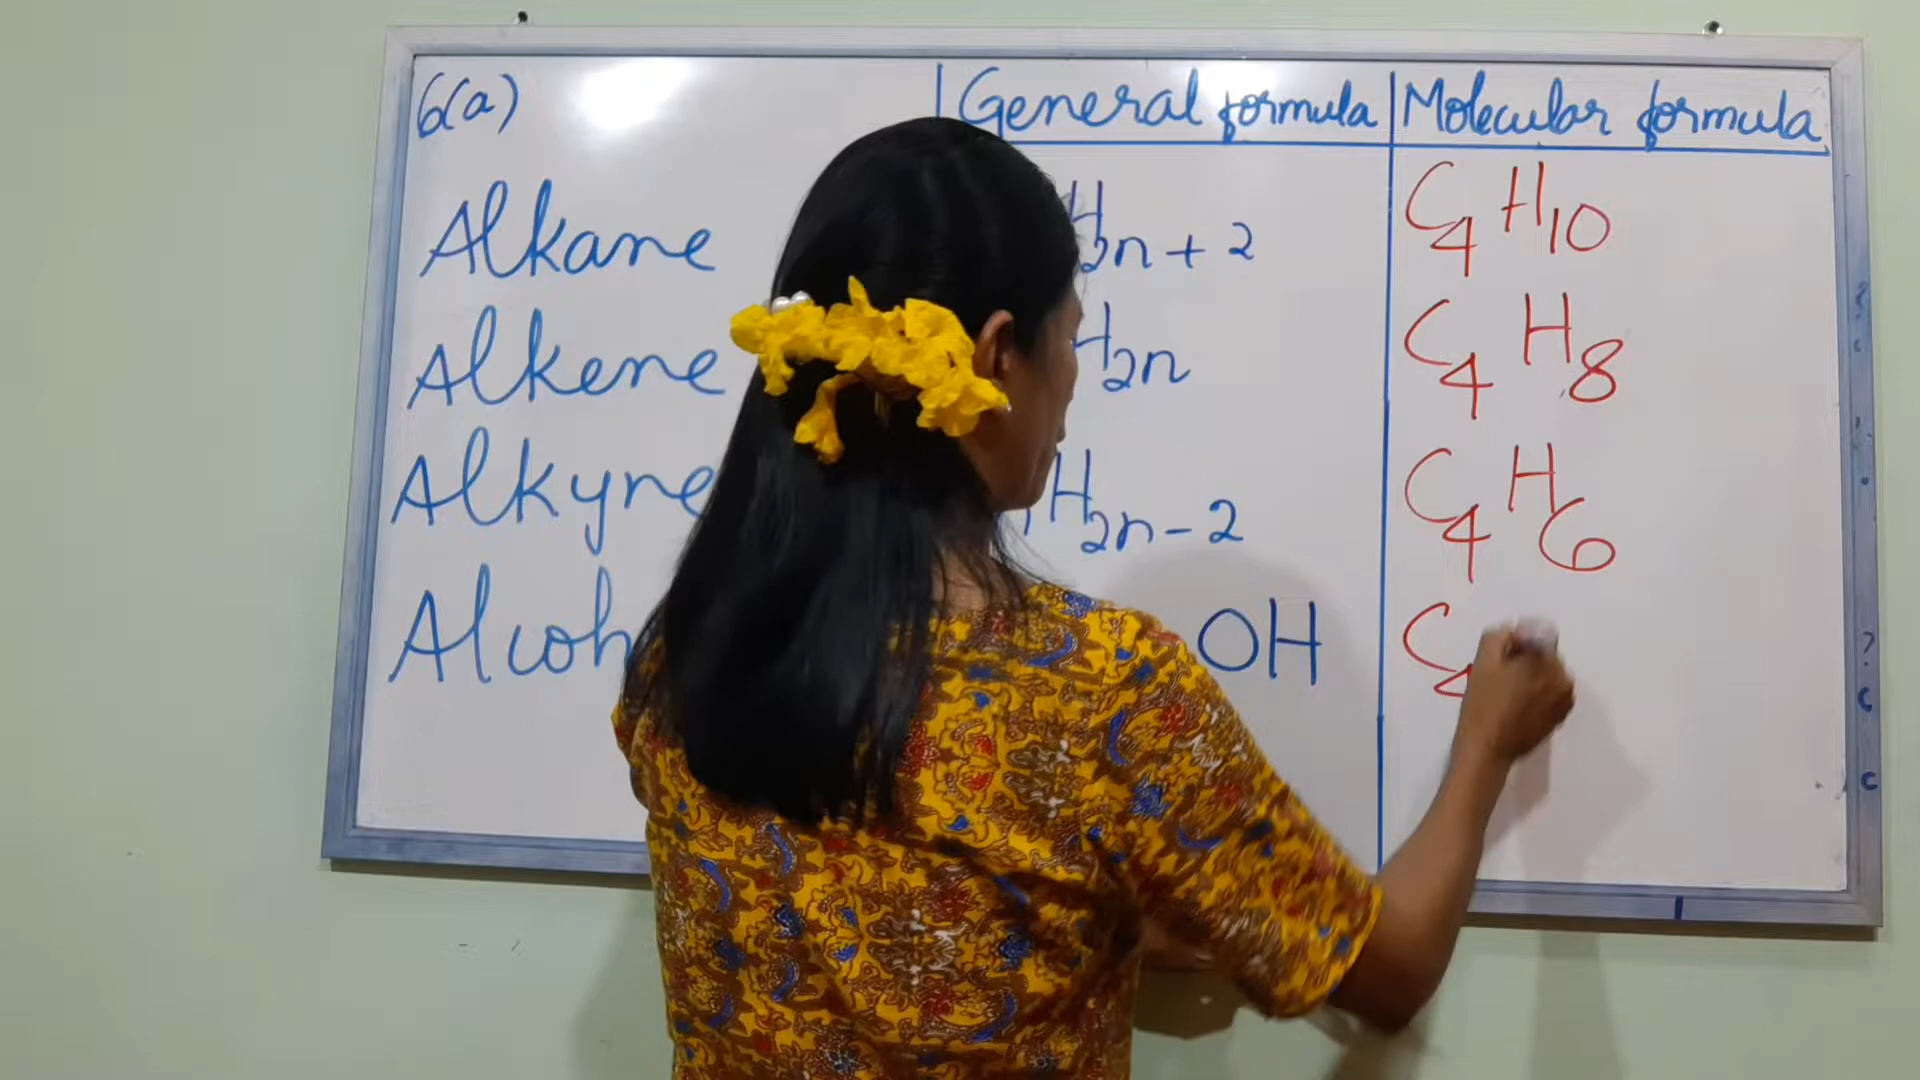 6(a) General formula Molecular formula
Alkane H2n+2 C4H10
Alkene H2n C4H8
Alkyne H2n-2 C4H6
Alcoh OH C4